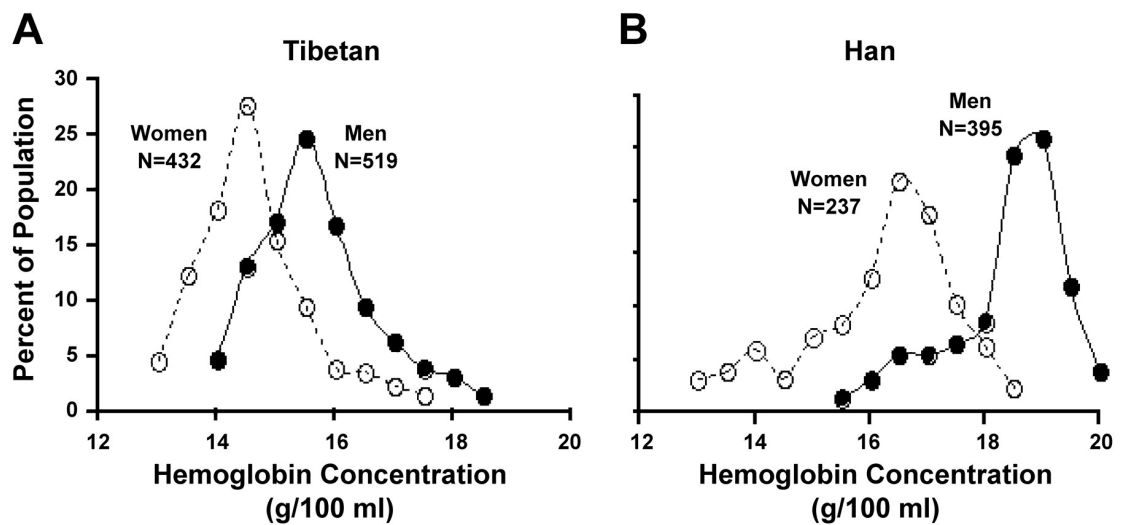 A
Tibetan
Percent of Population
30
25
20
15
10
5
0
Women
N=432
Men
N=519
12 14 16 18 20
Hemoglobin Concentration
(g/100 ml)
B
Han
Men
N=395
Women
N=237
12 14 16 18 20
Hemoglobin Concentration
(g/100 ml)